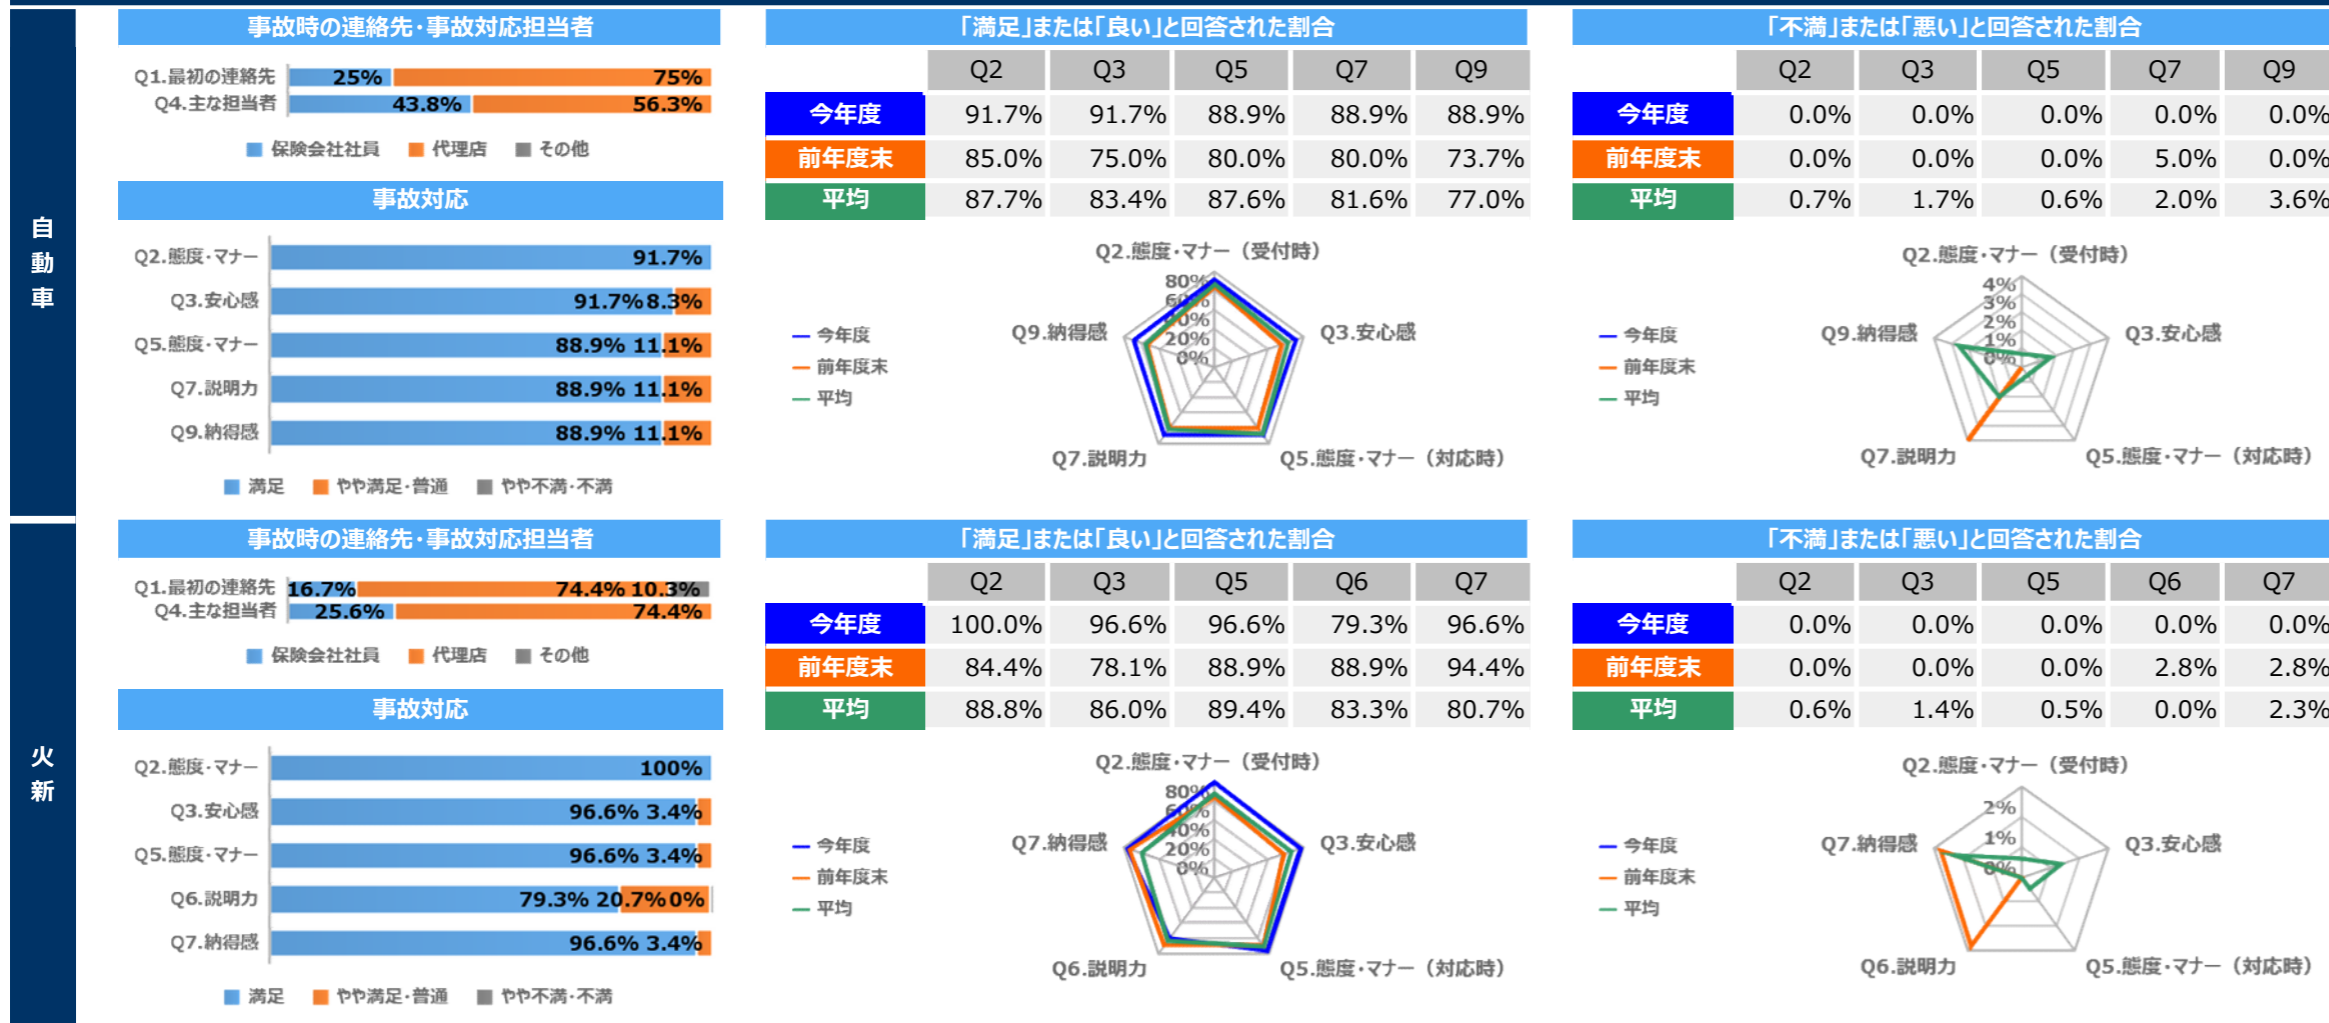 自動車
事故時の連絡先・事故対応担当者
Q1.最初の連絡先 25% 75%
Q4.主な担当者 43.8% 56.3%
保険会社社員 代理店 その他
事故対応
Q2.態度・マナー 91.7%
Q3.安心感 91.7% 8.3%
Q5.態度・マナー 88.9% 11.1%
Q7.説明力 88.9% 11.1%
Q9.納得感 88.9% 11.1%
満足 やや満足・普通 やや不満・不満
「満足」または「良い」と回答された割合
Q2 Q3 Q5 Q7 Q9
今年度 91.7% 91.7% 88.9% 88.9% 88.9%
前年度末 85.0% 75.0% 80.0% 80.0% 73.7%
平均 87.7% 83.4% 87.6% 81.6% 77.0%
Q2.態度・マナー（受付時）
80%
60%
40%
20%
0%
Q9.納得感 Q3.安心感
Q7.説明力 Q5.態度・マナー（対応時）
今年度
前年度末
平均
「不満」または「悪い」と回答された割合
Q2 Q3 Q5 Q7 Q9
今年度 0.0% 0.0% 0.0% 0.0% 0.0%
前年度末 0.0% 0.0% 0.0% 5.0% 0.0%
平均 0.7% 1.7% 0.6% 2.0% 3.6%
Q2.態度・マナー（受付時）
4%
3%
2%
1%
0%
Q9.納得感 Q3.安心感
Q7.説明力 Q5.態度・マナー（対応時）
今年度
前年度末
平均
火新
事故時の連絡先・事故対応担当者
Q1.最初の連絡先 16.7% 74.4% 10.3%
Q4.主な担当者 25.6% 74.4%
保険会社社員 代理店 その他
事故対応
Q2.態度・マナー 100%
Q3.安心感 96.6% 3.4%
Q5.態度・マナー 96.6% 3.4%
Q6.説明力 79.3% 20.7% 0%
Q7.納得感 96.6% 3.4%
満足 やや満足・普通 やや不満・不満
「満足」または「良い」と回答された割合
Q2 Q3 Q5 Q6 Q7
今年度 100.0% 96.6% 96.6% 79.3% 96.6%
前年度末 84.4% 78.1% 88.9% 88.9% 94.4%
平均 88.8% 86.0% 89.4% 83.3% 80.7%
Q2.態度・マナー（受付時）
80%
60%
40%
20%
0%
Q7.納得感 Q3.安心感
Q6.説明力 Q5.態度・マナー（対応時）
今年度
前年度末
平均
「不満」または「悪い」と回答された割合
Q2 Q3 Q5 Q6 Q7
今年度 0.0% 0.0% 0.0% 0.0% 0.0%
前年度末 0.0% 0.0% 0.0% 2.8% 2.8%
平均 0.6% 1.4% 0.5% 0.0% 2.3%
Q2.態度・マナー（受付時）
2%
1%
0%
Q7.納得感 Q3.安心感
Q6.説明力 Q5.態度・マナー（対応時）
今年度
前年度末
平均